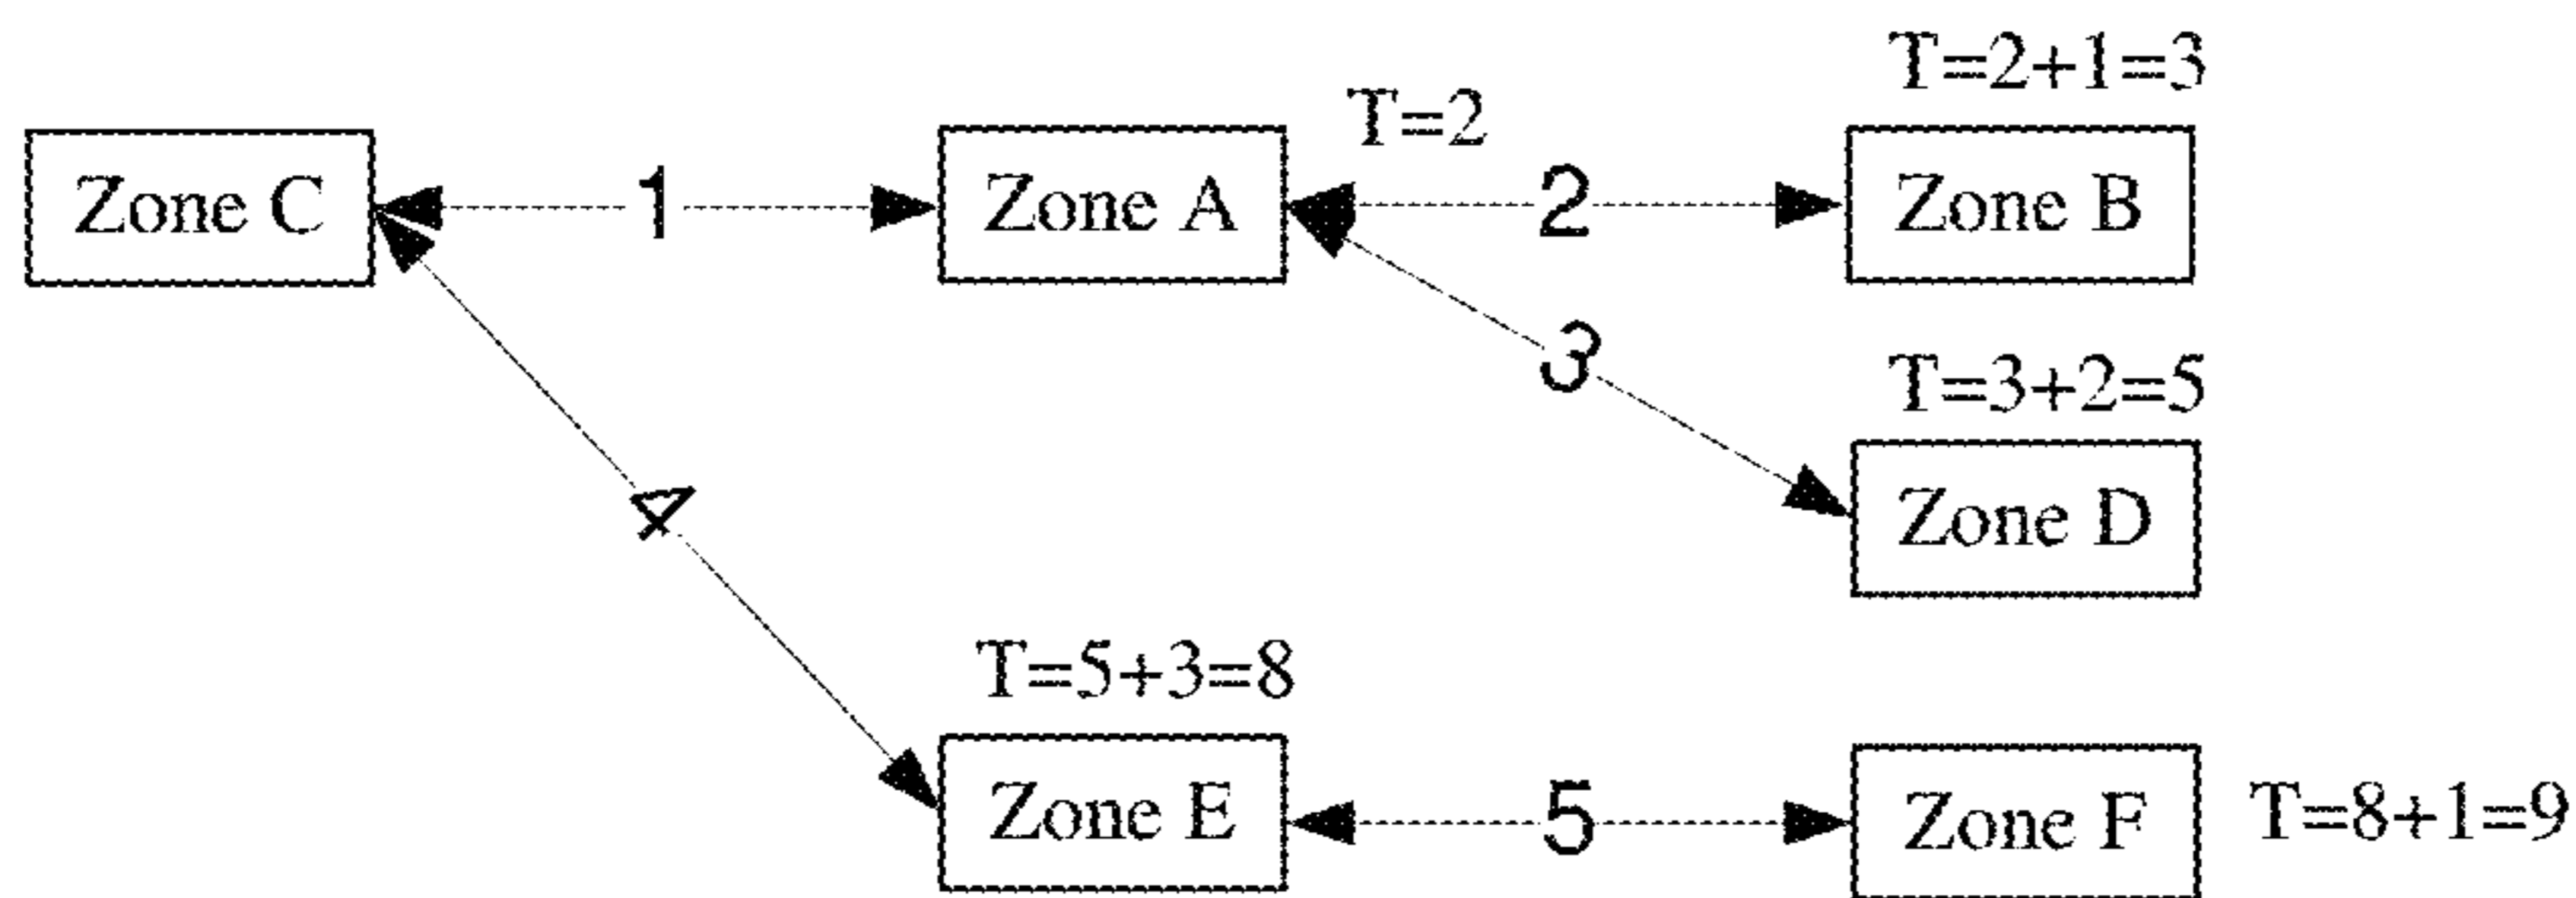 T=2+1=3
T=2
Zone C
1
Zone A
2
Zone B
3
T=3+2=5
Zone D
4
T=5+3=8
Zone E
5
Zone F
T=8+1=9